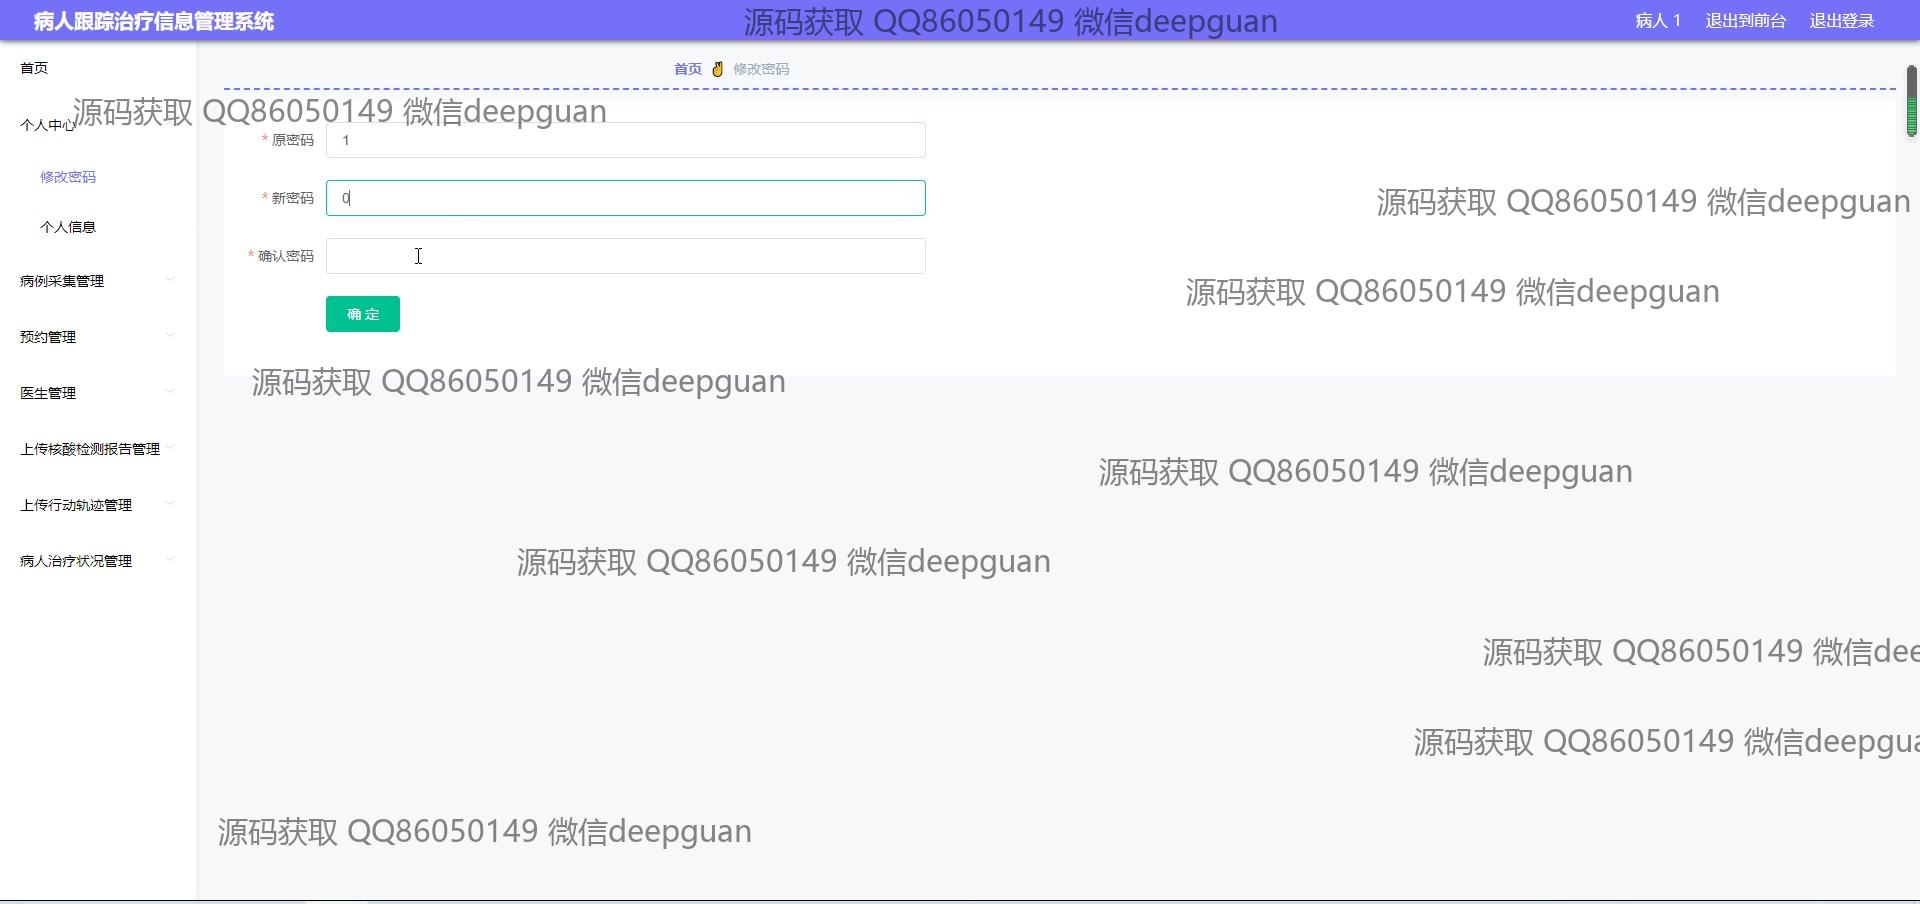 病人跟踪治疗信息管理系统
源码获取 QQ86050149 微信deepguan
病人 1
退出到前台
退出登录
首页
首页 修改密码
源码获取 QQ86050149 微信deepguan
个人中心
* 原密码 1
修改密码
* 新密码 0
源码获取 QQ86050149 微信deepguan
个人信息
* 确认密码
病例采集管理
源码获取 QQ86050149 微信deepguan
确定
预约管理
源码获取 QQ86050149 微信deepguan
医生管理
上传核酸检测报告管理
源码获取 QQ86050149 微信deepguan
上传行动轨迹管理
病人治疗状况管理
源码获取 QQ86050149 微信deepguan
源码获取 QQ86050149 微信dee
源码获取 QQ86050149 微信deepgua
源码获取 QQ86050149 微信deepguan